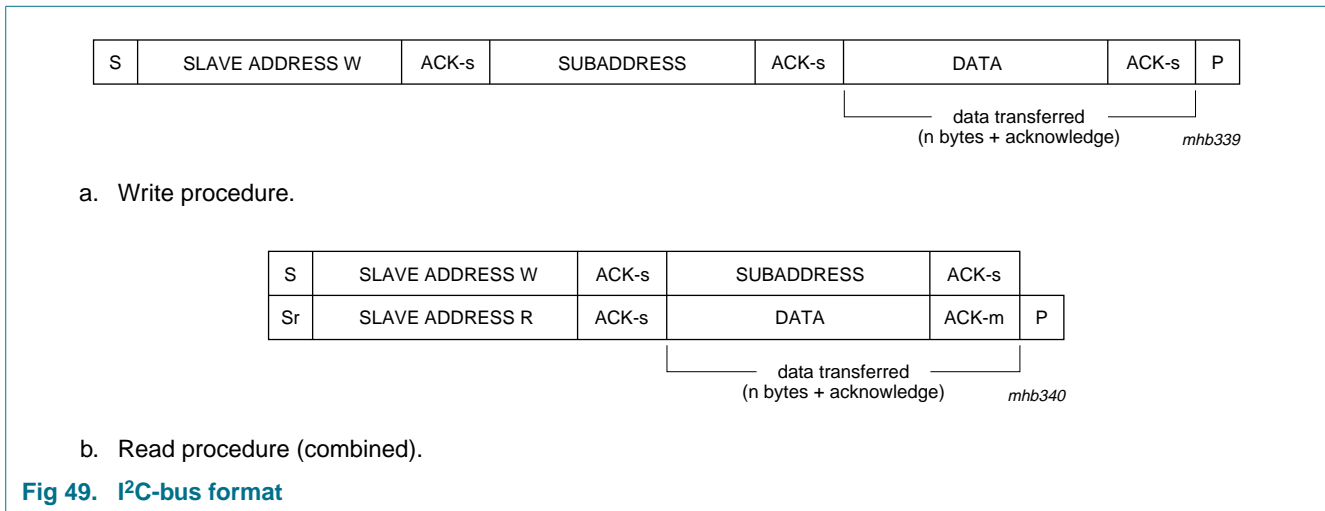 S SLAVE ADDRESS W ACK-s SUBADDRESS ACK-s DATA ACK-s P
data transferred
(n bytes + acknowledge)
mhb339
a. Write procedure.
S SLAVE ADDRESS W ACK-s SUBADDRESS ACK-s
Sr SLAVE ADDRESS R ACK-s DATA ACK-m P
data transferred
(n bytes + acknowledge)
mhb340
b. Read procedure (combined).
Fig 49. I²C-bus format